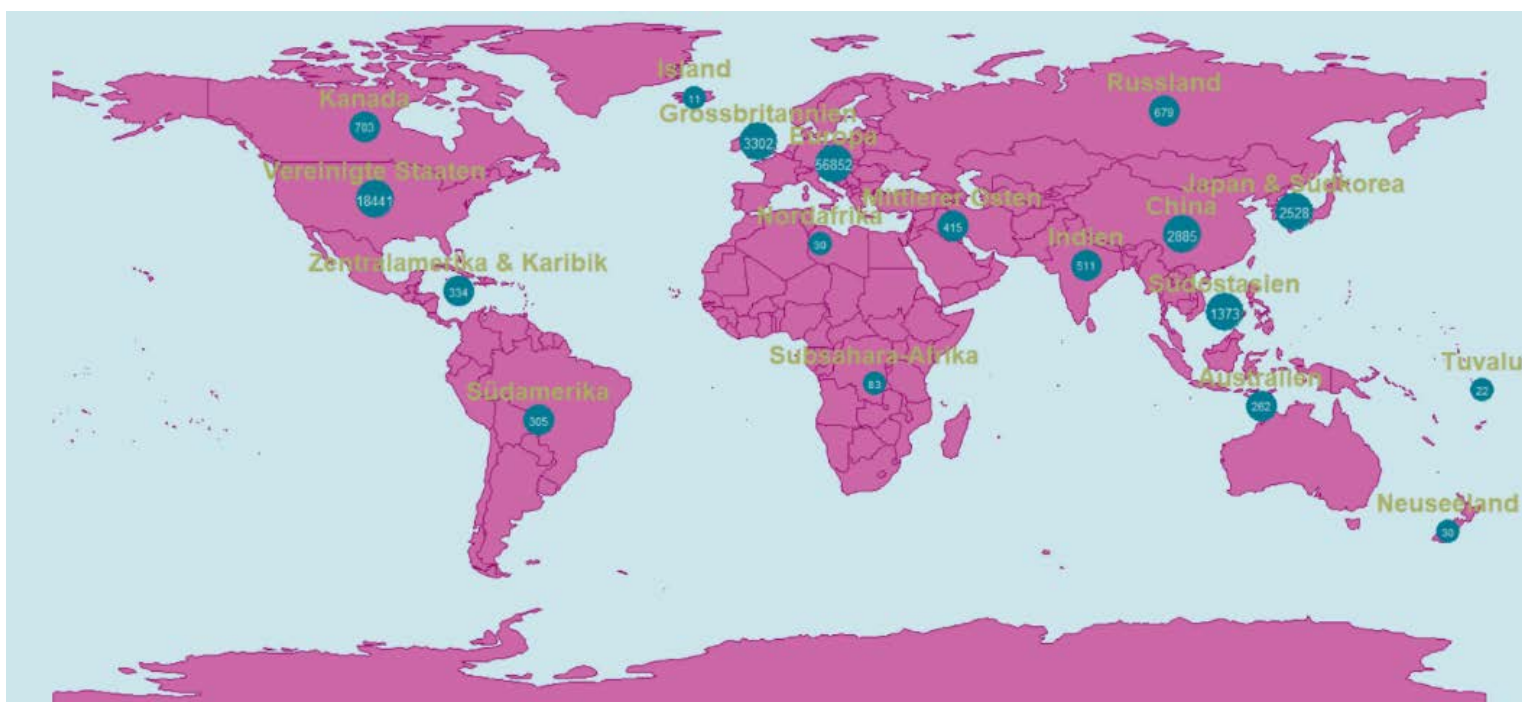 Island
11
Russland
679
Kanada
703
Grossbritannien
3302
Europa
56852
Vereinigte Staaten
18441
Japan & Südkorea
2528
Mittlerer Osten
415
China
2885
Nordafrika
30
Indien
511
Zentralamerika & Karibik
334
Südostasien
1373
Subsahara-Afrika
83
Tuvalu
22
Australien
262
Südamerika
305
Neuseeland
30